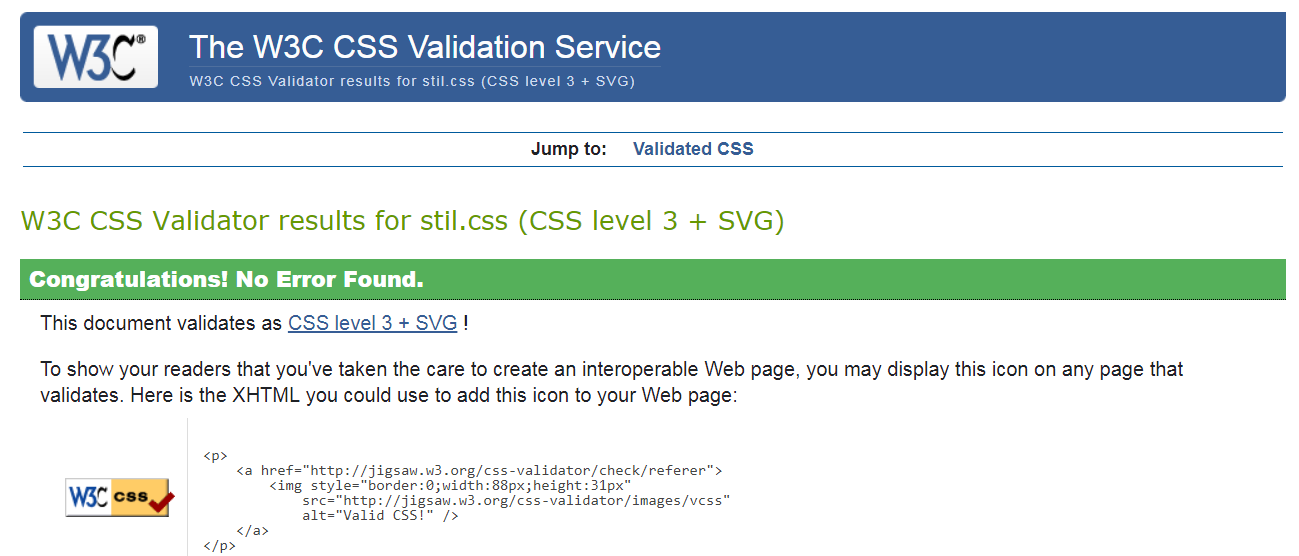 W3C®
The W3C CSS Validation Service
W3C CSS Validator results for stil.css (CSS level 3 + SVG)
Jump to: Validated CSS
W3C CSS Validator results for stil.css (CSS level 3 + SVG)
Congratulations! No Error Found.
This document validates as CSS level 3 + SVG !
To show your readers that you've taken the care to create an interoperable Web page, you may display this icon on any page that
validates. Here is the XHTML you could use to add this icon to your Web page:
W3C css
<p>
    <a href="http://jigsaw.w3.org/css-validator/check/referer">
        <img style="border:0;width:88px;height:31px"
            src="http://jigsaw.w3.org/css-validator/images/vcss"
            alt="Valid CSS!" />
    </a>
</p>